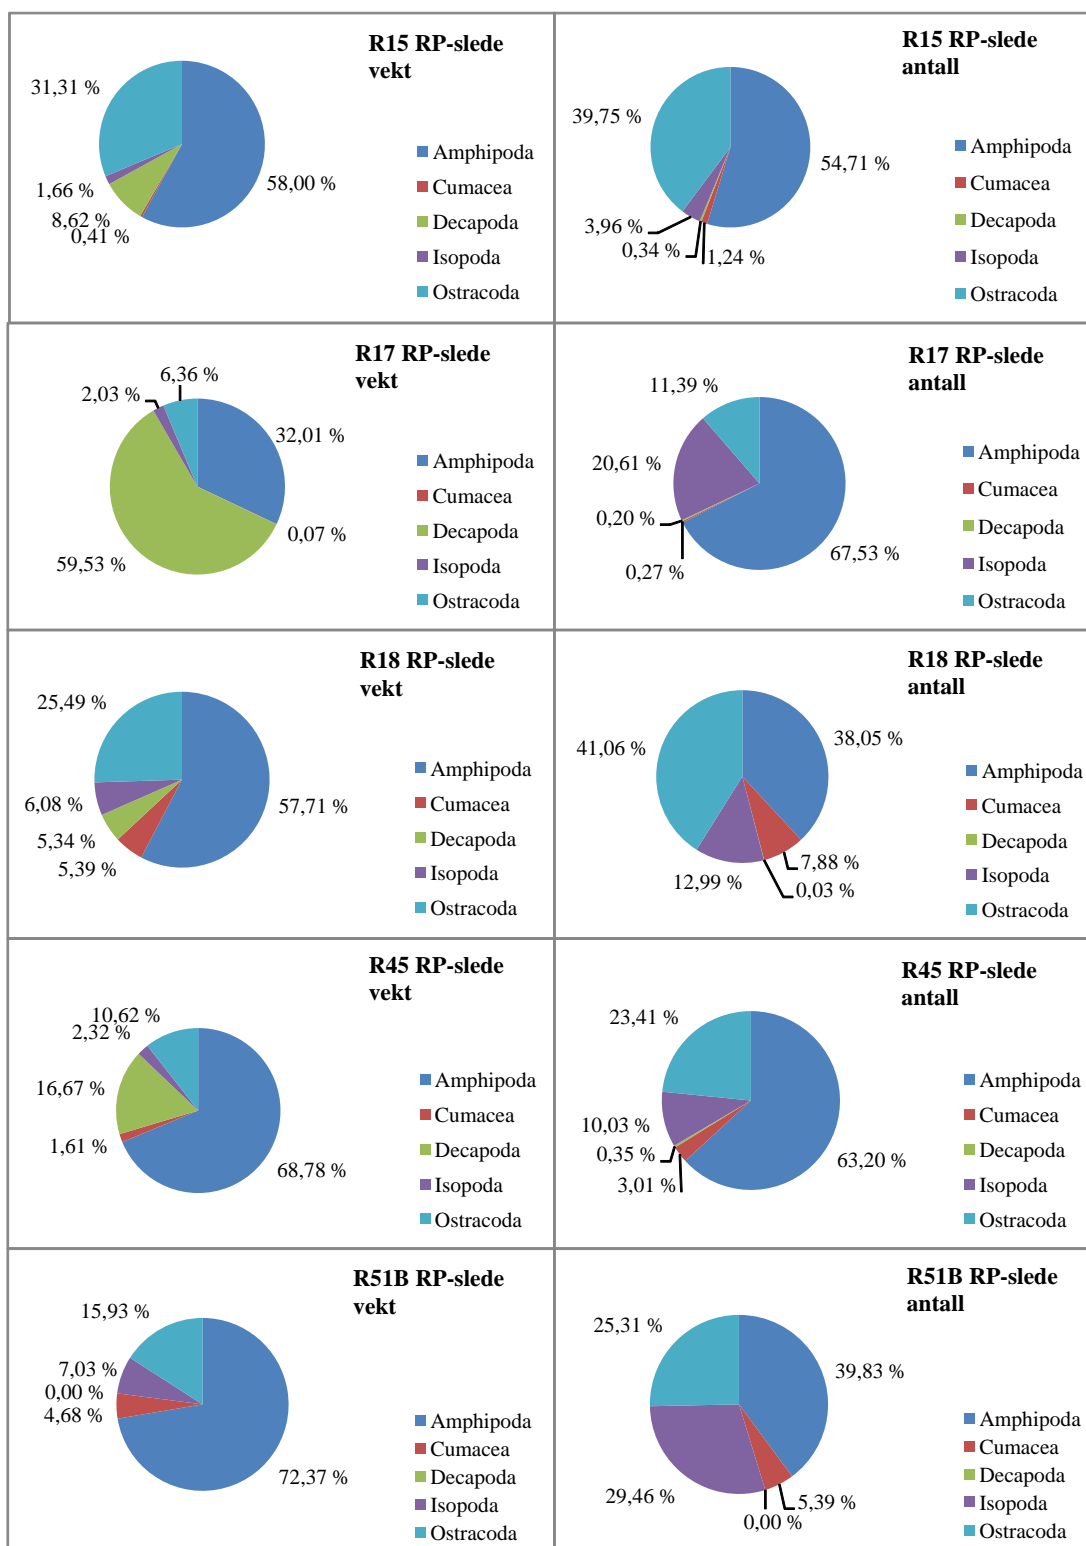 R15 RP-slede
vekt
31,31 %
1,66 %
8,62 %
0,41 %
58,00 %
Amphipoda
Cumacea
Decapoda
Isopoda
Ostracoda
R15 RP-slede
antall
39,75 %
3,96 %
0,34 %
1,24 %
54,71 %
Amphipoda
Cumacea
Decapoda
Isopoda
Ostracoda
R17 RP-slede
vekt
6,36 %
2,03 %
32,01 %
0,07 %
59,53 %
Amphipoda
Cumacea
Decapoda
Isopoda
Ostracoda
R17 RP-slede
antall
11,39 %
20,61 %
0,20 %
0,27 %
67,53 %
Amphipoda
Cumacea
Decapoda
Isopoda
Ostracoda
R18 RP-slede
vekt
25,49 %
6,08 %
5,34 %
5,39 %
57,71 %
Amphipoda
Cumacea
Decapoda
Isopoda
Ostracoda
R18 RP-slede
antall
41,06 %
38,05 %
7,88 %
0,03 %
12,99 %
Amphipoda
Cumacea
Decapoda
Isopoda
Ostracoda
R45 RP-slede
vekt
10,62 %
2,32 %
16,67 %
1,61 %
68,78 %
Amphipoda
Cumacea
Decapoda
Isopoda
Ostracoda
R45 RP-slede
antall
23,41 %
10,03 %
0,35 %
3,01 %
63,20 %
Amphipoda
Cumacea
Decapoda
Isopoda
Ostracoda
R51B RP-slede
vekt
15,93 %
7,03 %
0,00 %
4,68 %
72,37 %
Amphipoda
Cumacea
Decapoda
Isopoda
Ostracoda
R51B RP-slede
antall
25,31 %
39,83 %
29,46 %
5,39 %
0,00 %
Amphipoda
Cumacea
Decapoda
Isopoda
Ostracoda